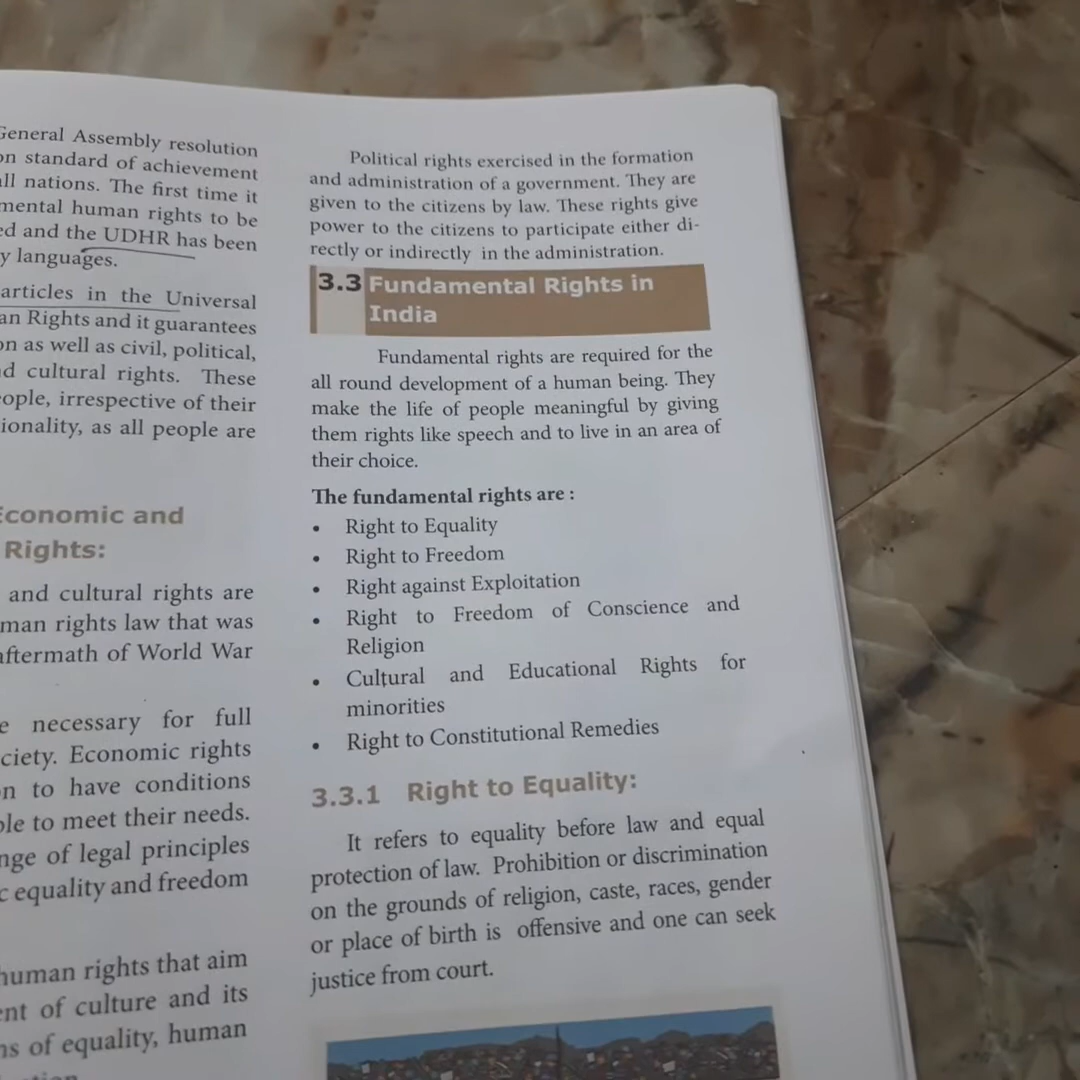 General Assembly resolution
on standard of achievement
all nations. The first time it
mental human rights to be
ed and the UDHR has been
y languages.
articles in the Universal
an Rights and it guarantees
on as well as civil, political,
d cultural rights. These
eople, irrespective of their
ionality, as all people are
Economic and
Rights:
and cultural rights are
man rights law that was
aftermath of World War
e necessary for full
ciety. Economic rights
n to have conditions
ble to meet their needs.
nge of legal principles
c equality and freedom
human rights that aim
ent of culture and its
ns of equality, human
Political rights exercised in the formation
and administration of a government. They are
given to the citizens by law. These rights give
power to the citizens to participate either di-
rectly or indirectly in the administration.
3.3 Fundamental Rights in
India
Fundamental rights are required for the
all round development of a human being. They
make the life of people meaningful by giving
them rights like speech and to live in an area of
their choice.
The fundamental rights are :
• Right to Equality
• Right to Freedom
• Right against Exploitation
• Right to Freedom of Conscience and
Religion
• Cultural and Educational Rights for
minorities
• Right to Constitutional Remedies
3.3.1 Right to Equality:
It refers to equality before law and equal
protection of law. Prohibition or discrimination
on the grounds of religion, caste, races, gender
or place of birth is offensive and one can seek
justice from court.